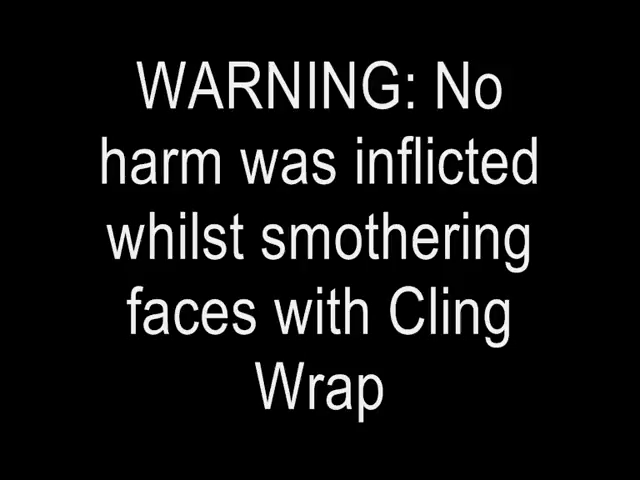 WARNING: No
harm was inflicted
whilst smothering
faces with Cling
Wrap